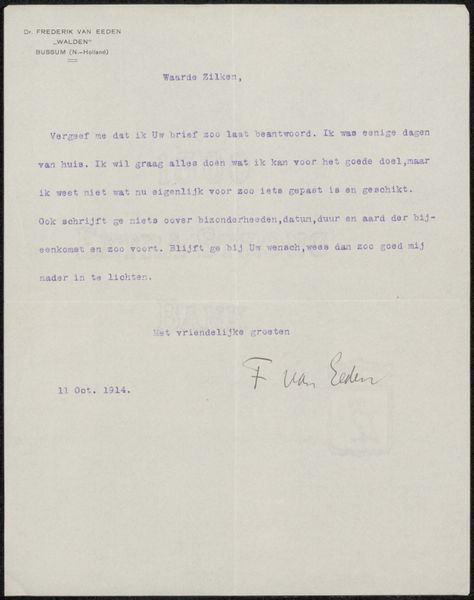 Dr. FREDERIK VAN EEDEN
„WALDEN"
BUSSUM (N.-Holland)
Waarde Zilken,
Vergeef me dat ik Uw brief zoo laat beantwoord. Ik was eenige dagen
van huis. Ik wil graag alles doen wat ik kan voor het goede doel,maar
ik weet niet wat nu eigenlijk voor zoo iets gepast is en geschikt.
Ook schrijft ge niets oover bizonderheeden,datum,duur en aard der bij-
eenkomst en zoo voort. Blijft ge bij Uw wensch,wees dan zoo goed mij
nader in te lichten.
Met vriendelijke groeten
F van Eeden
11 Oct. 1914.